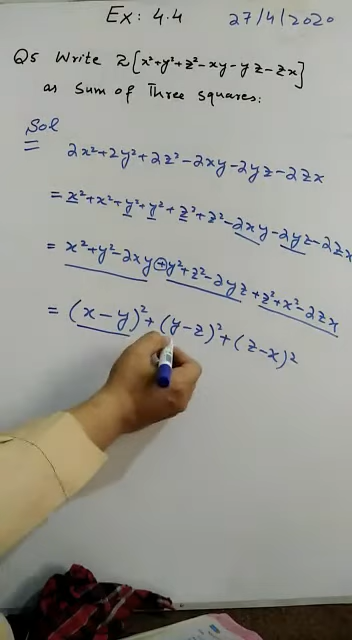 Ex: 4.4 27/4/2020
Q5 Write 2[x²+y²+z²-xy-yz-zx]
as Sum of Three squares:
Sol
2x²+2y²+2z²-2xy-2yz-2zx
= x²+x²+y²+y²+z²+z²-2xy-2yz-2zx
= x²+y²-2xy+y²+z²-2yz+z²+x²-2zx
= (x-y)²+(y-z)²+(z-x)²